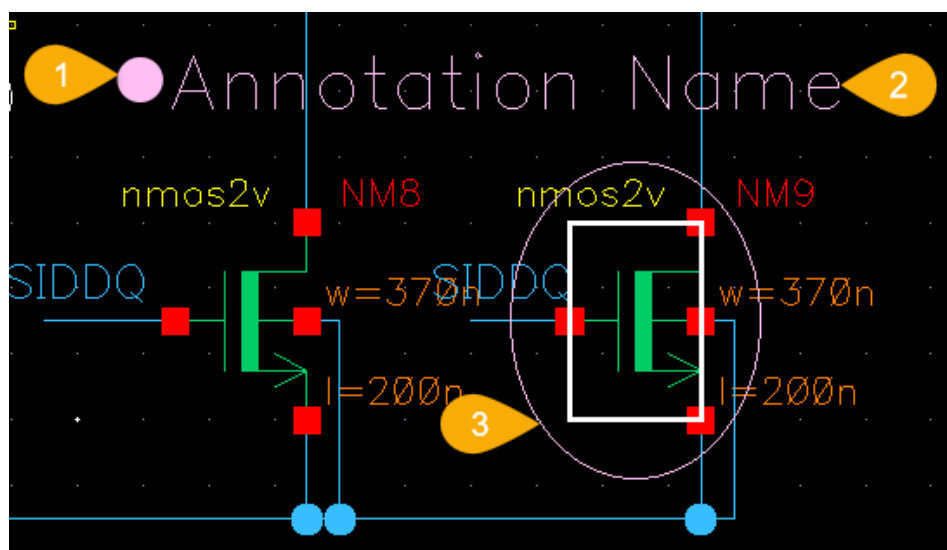 1 Annotation Name 2
nmos2v NM8 nmos2v NM9
SIDDQ w=370n SIDDQ w=370n
l=200n 3 l=200n